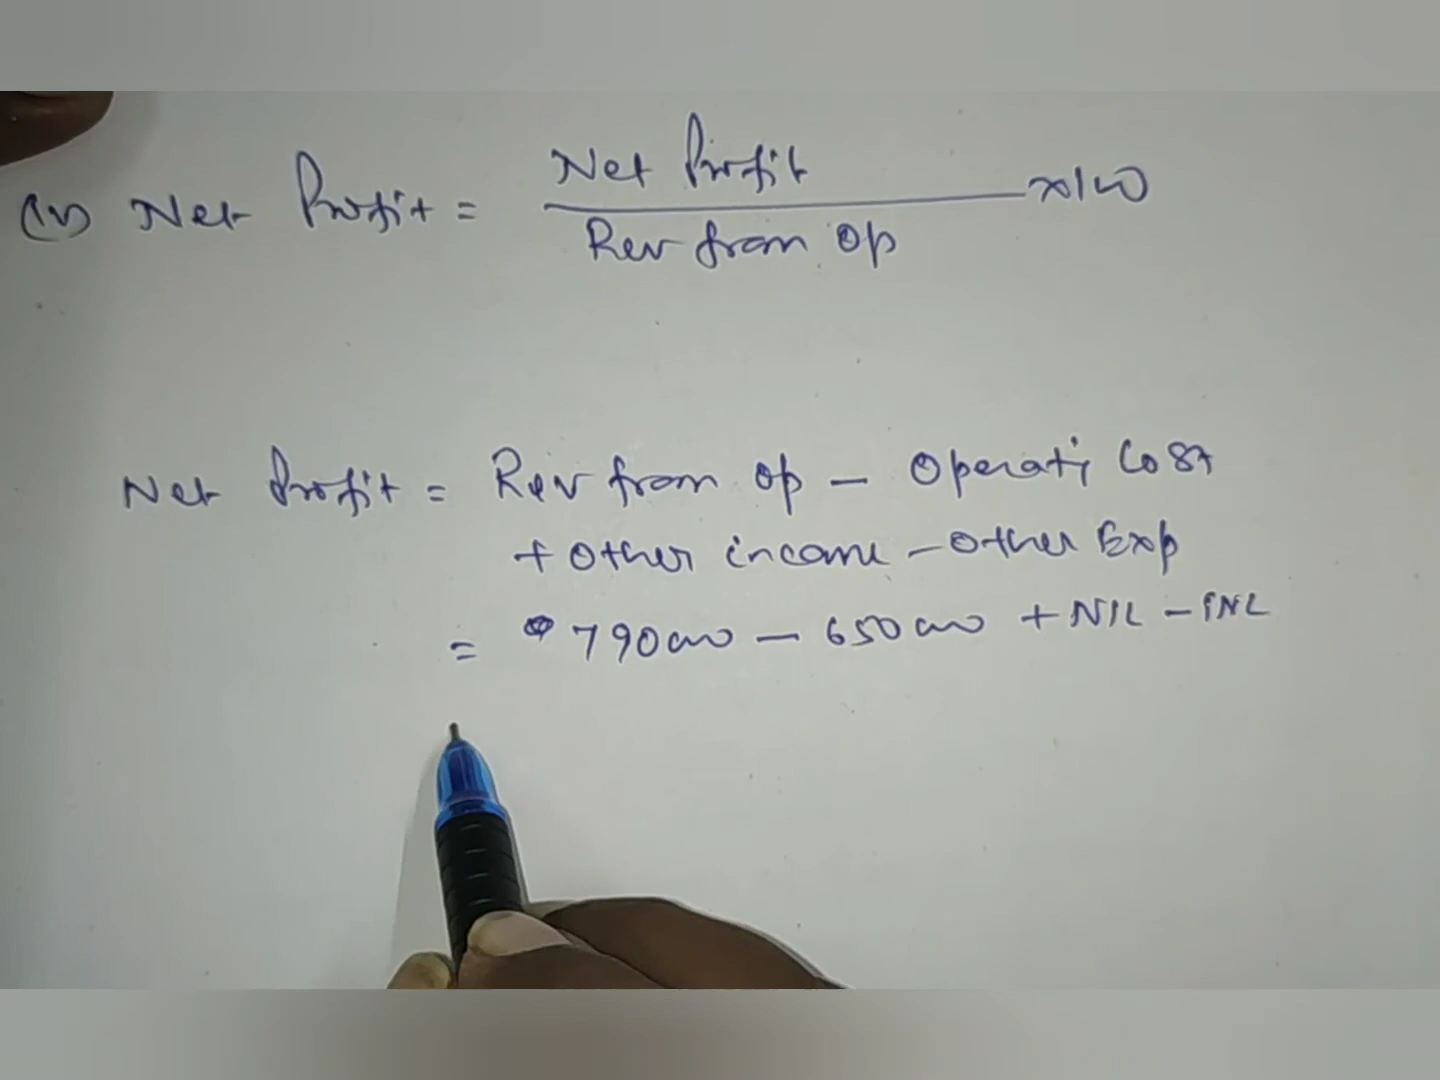 (iv) Net Profit = Net Profit / Rev from Op x100
Net Profit = Rev from Op - Operati Cost
+ Other income - Other Exp
= 790000 - 650000 + NIL - NIL